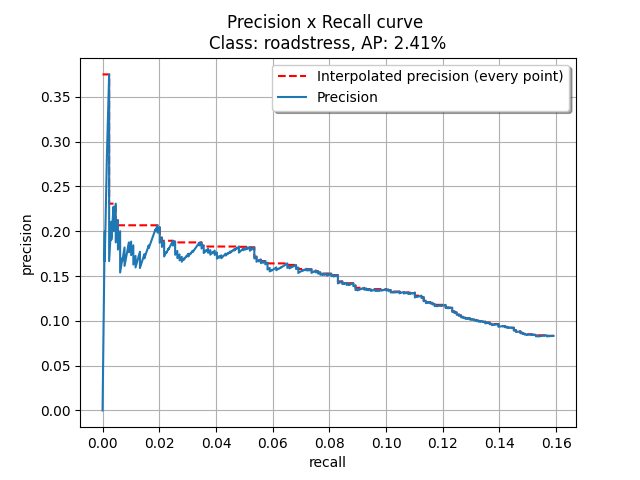 Precision x Recall curve
Class: roadstress, AP: 2.41%
Interpolated precision (every point)
Precision
0.35
0.30
0.25
0.20
0.15
0.10
0.05
0.00
precision
0.00 0.02 0.04 0.06 0.08 0.10 0.12 0.14 0.16
recall